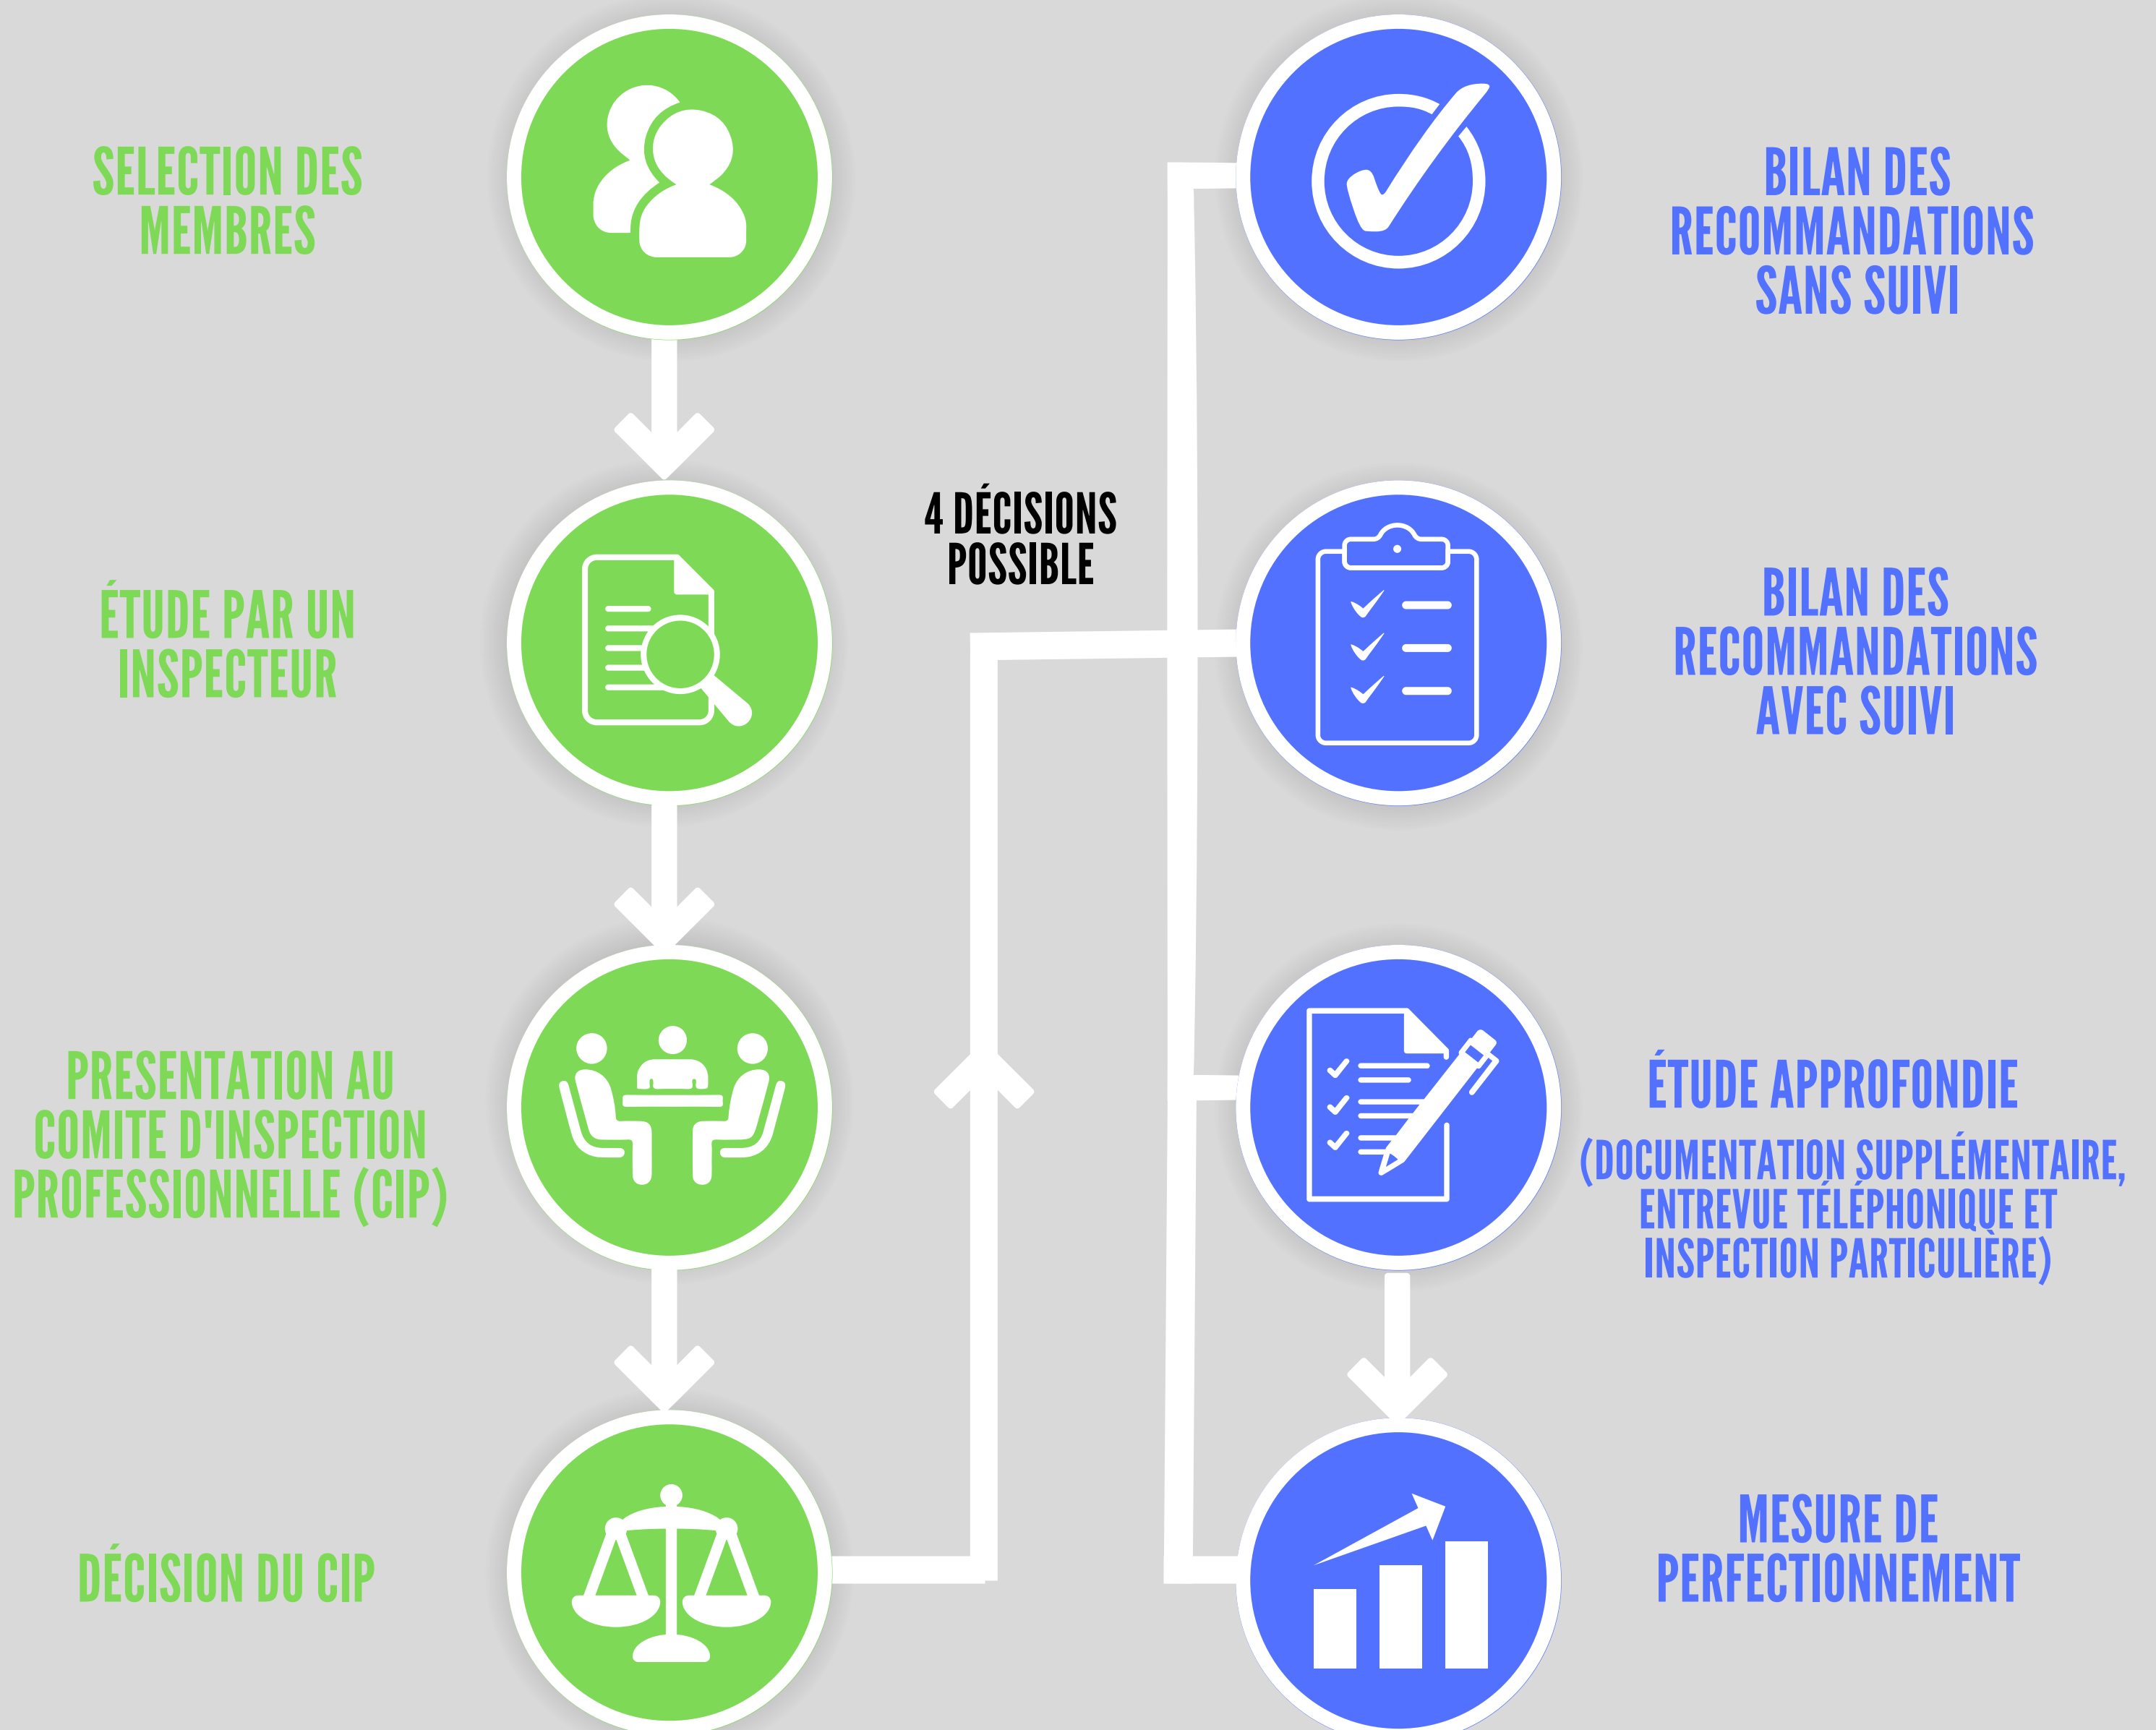 SELECTION DES
MEMBRES
ÉTUDE PAR UN
INSPECTEUR
PRESENTATION AU
COMITE D'INSPECTION
PROFESSIONNELLE (CIP)
DÉCISION DU CIP
4 DÉCISIONS
POSSIBLE
BILAN DES
RECOMMANDATIONS
SANS SUIVI
BILAN DES
RECOMMANDATIONS
AVEC SUIVI
ÉTUDE APPROFONDIE
(DOCUMENTATION SUPPLÉMENTAIRE,
ENTREVUE TÉLÉPHONIQUE ET
INSPECTION PARTICULIÈRE)
MESURE DE
PERFECTIONNEMENT